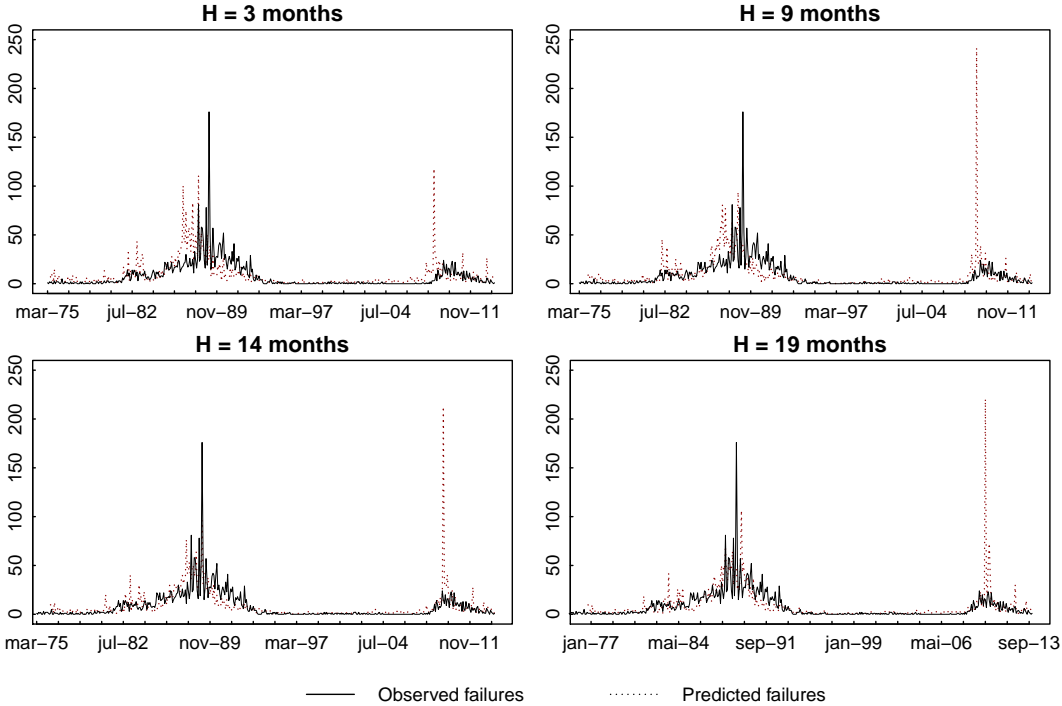 H = 3 months
H = 9 months
250
200
150
100
50
0
250
200
150
100
50
0
mar–75 jul–82 nov–89 mar–97 jul–04 nov–11
mar–75 jul–82 nov–89 mar–97 jul–04 nov–11
H = 14 months
H = 19 months
250
200
150
100
50
0
250
200
150
100
50
0
mar–75 jul–82 nov–89 mar–97 jul–04 nov–11
jan–77 mai–84 sep–91 jan–99 mai–06 sep–13
Observed failures
Predicted failures